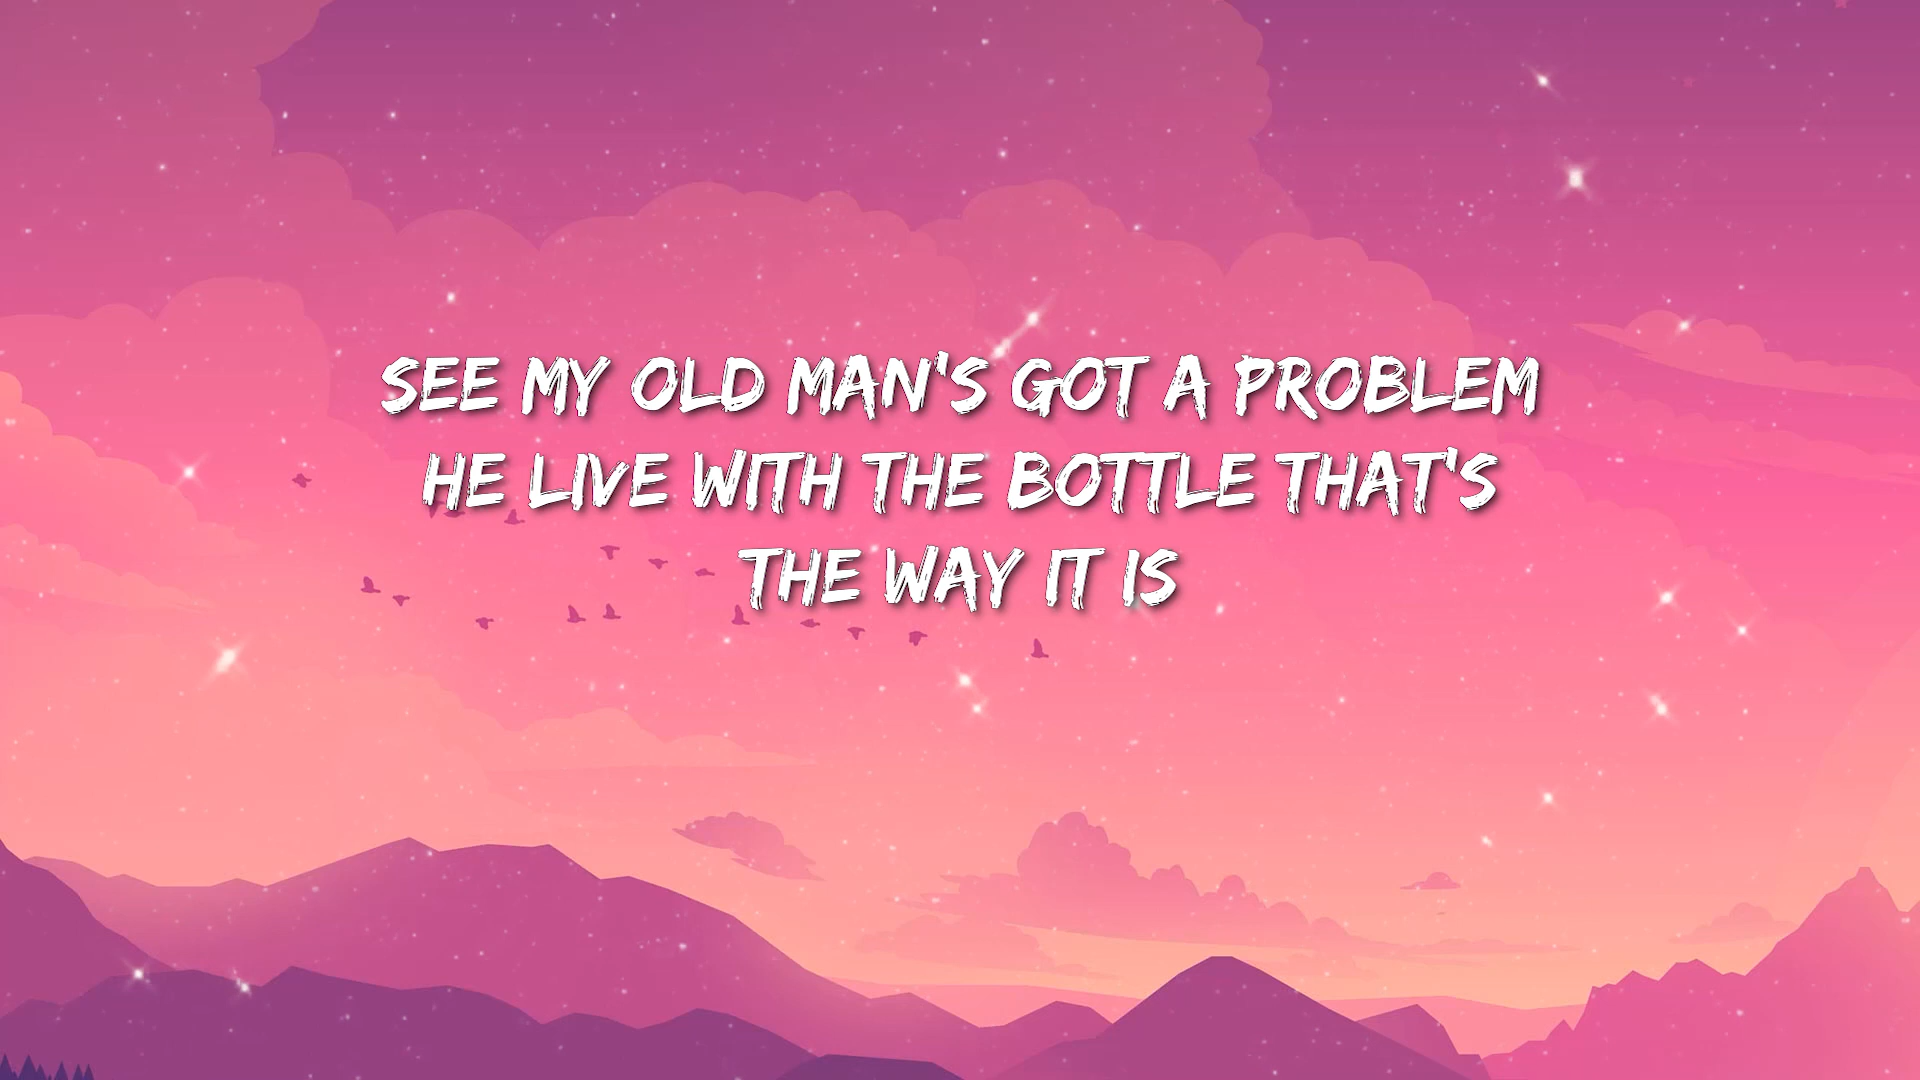 SEE MY OLD MAN'S GOT A PROBLEM
HE LIVE WITH THE BOTTLE THAT'S
THE WAY IT IS